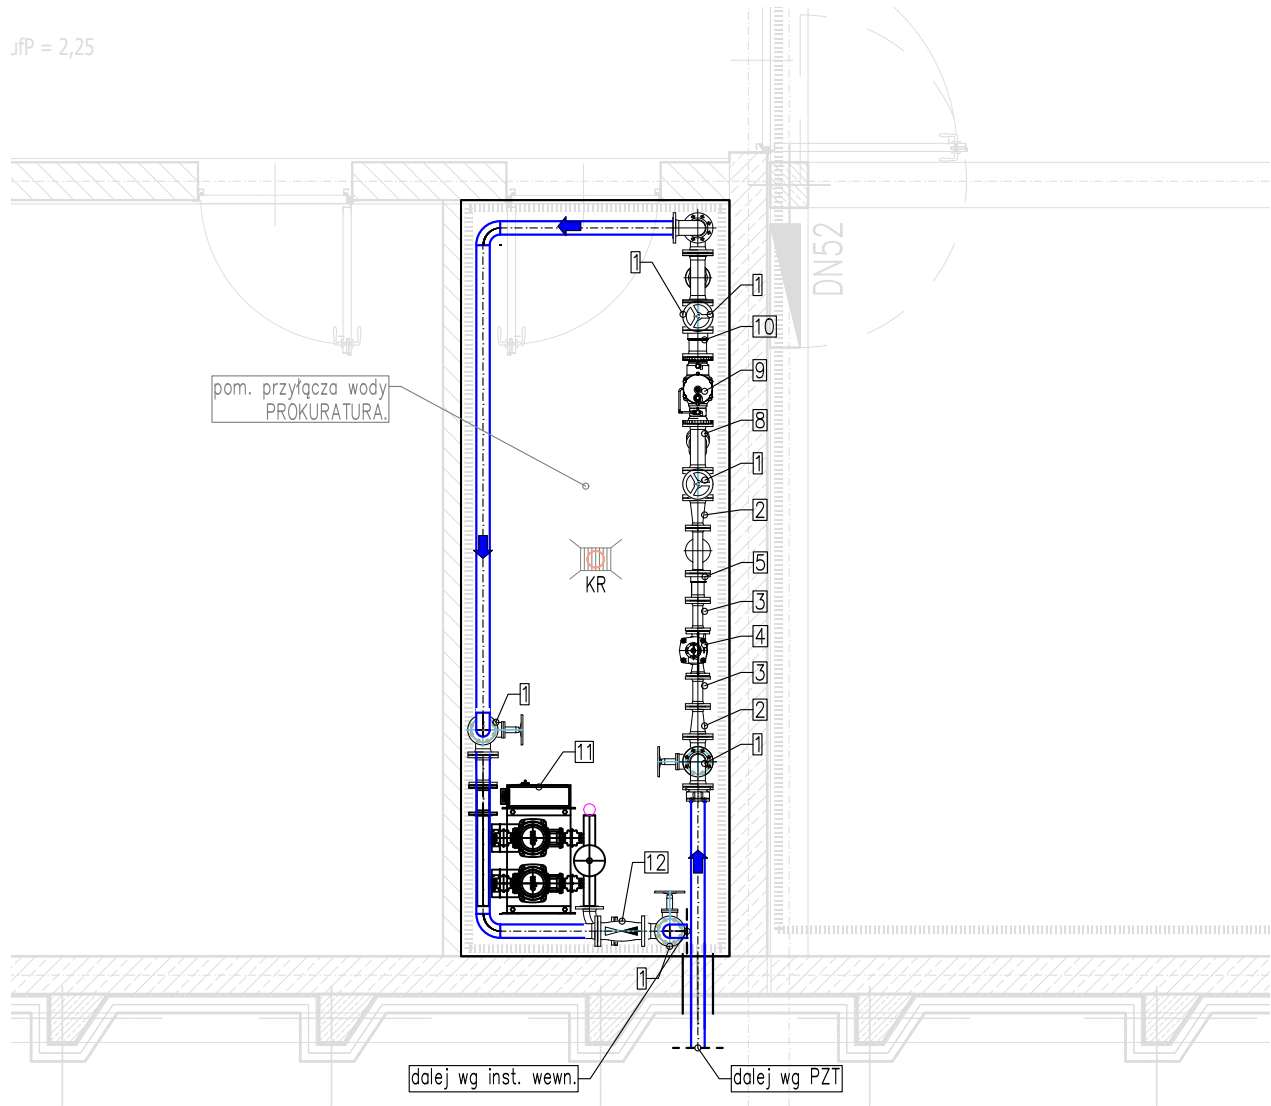 ufP = 2,25
DN52
1
1
10
9
8
1
2
5
3
4
3
2
1
pom. przyłącza wody
PROKURATURA.
KR
1
11
12
1
dalej wg inst. wewn.
dalej wg PZT